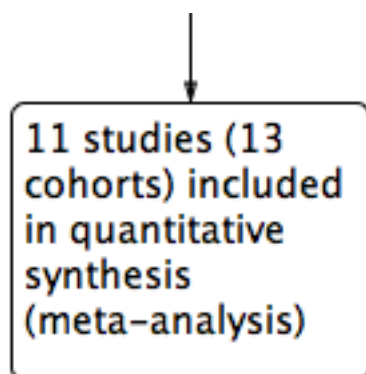 11 studies (13
cohorts) included
in quantitative
synthesis
(meta-analysis)